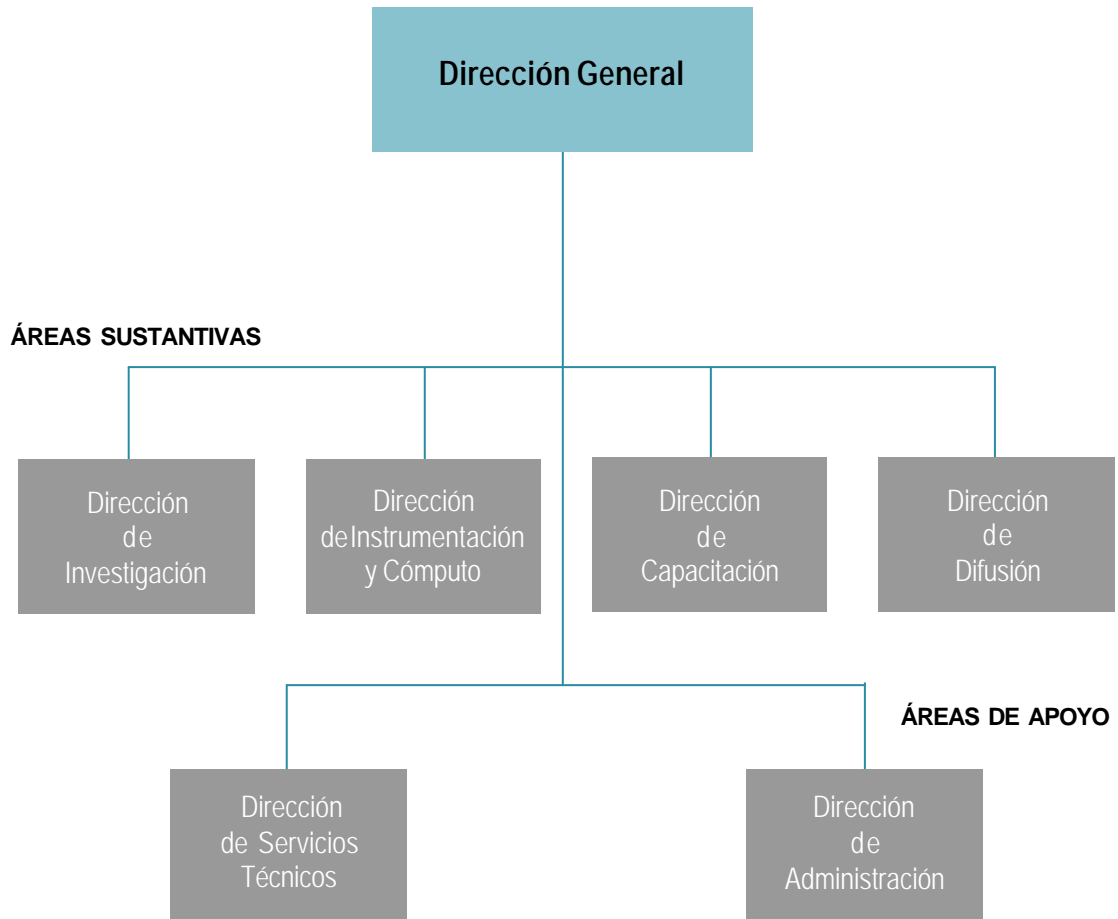 Dirección General
ÁREAS SUSTANTIVAS
Dirección
de
Investigación
Dirección
de Instrumentación
y Cómputo
Dirección
de
Capacitación
Dirección
de
Difusión
ÁREAS DE APOYO
Dirección
de Servicios
Técnicos
Dirección
de
Administración